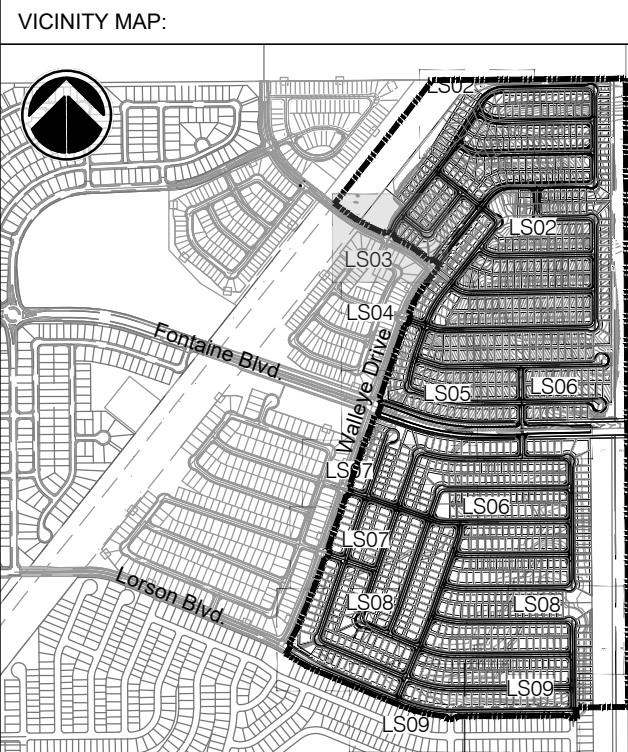 VICINITY MAP:
LS02
LS02
LS03
LS04
Fontaine Blvd.
Walleye Drive
LS05
LS06
LS07
LS06
LS07
LS08
LS08
Lorson Blvd.
LS09
LS09